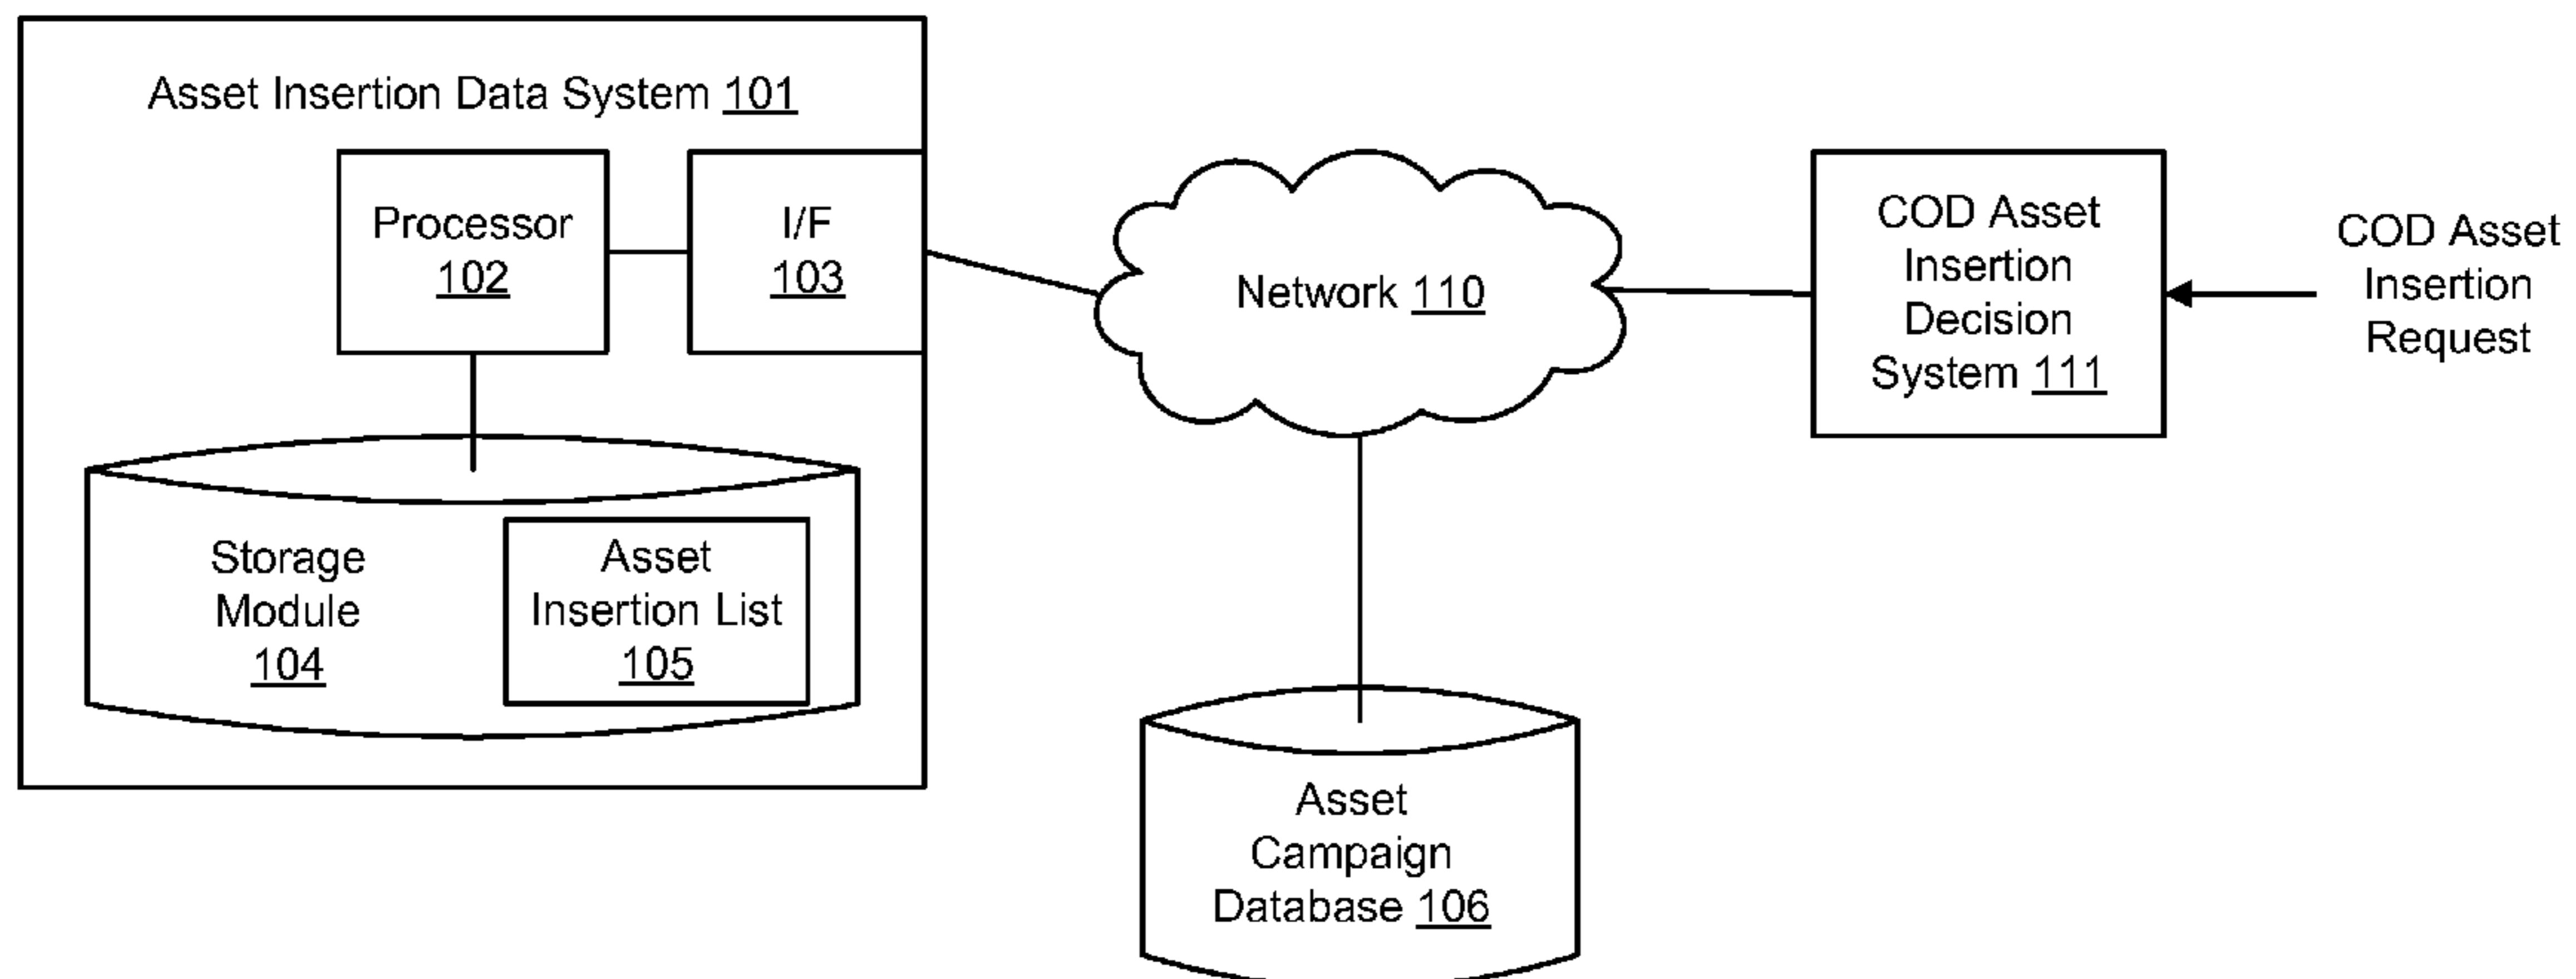 Asset Insertion Data System 101
Processor
102
I/F
103
Storage
Module
104
Asset
Insertion List
105
Network 110
Asset
Campaign
Database 106
COD Asset
Insertion
Decision
System 111
COD Asset
Insertion
Request